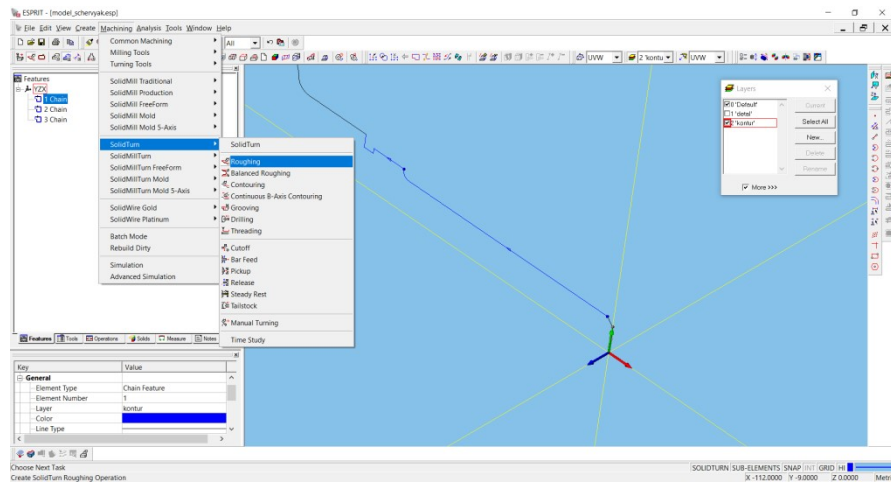 ESPRIT - [model_schervyak.esp]
File Edit View Create Machining Analysis Tools Window Help
All
UVW
2 'kontu
UVW
Features
YZX
1 Chain
2 Chain
3 Chain
Common Machining
Milling Tools
Turning Tools
SolidMill Traditional
SolidMill Production
SolidMill FreeForm
SolidMill Mold
SolidMill Mold 5-Axis
SolidTurn
SolidMillTurn
SolidMillTurn FreeForm
SolidMillTurn Mold
SolidMillTurn Mold 5-Axis
SolidWire Gold
SolidWire Platinum
Batch Mode
Rebuild Dirty
Simulation
Advanced Simulation
SolidTurn
Roughing
Balanced Roughing
Contouring
Continuous B-Axis Contouring
Grooving
Drilling
Threading
Cutoff
Bar Feed
Pickup
Release
Steady Rest
Tailstock
Manual Turning
Time Study
Layers
0 'Default'
1 'detal'
2 'kontur'
Current
Select All
New...
Delete
Rename
More >>>
Features Tools Operations Solids Measure Notes
Key Value
General
Element Type Chain Feature
Element Number 1
Layer kontur
Color
Line Type
Choose Next Task
Create SolidTurn Roughing Operation
SOLIDTURN SUB-ELEMENTS SNAP INT GRID HI
X -112.0000 Y -9.0000 Z 0.0000 Metri